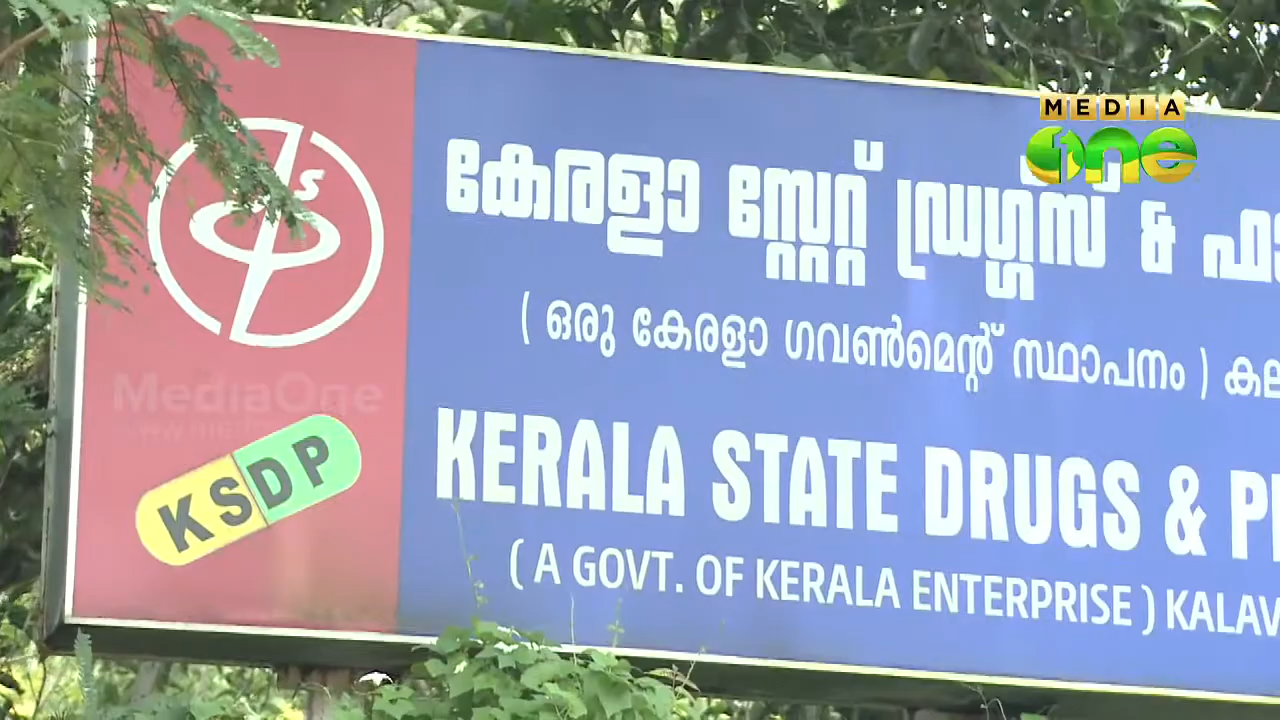 MEDIA
one
S
കേരളാ സ്റ്റേറ്റ് ഡ്രഗ്ഗ്സ് &
( ഒരു കേരളാ ഗവൺമെന്റ് സ്ഥാപനം )
MediaOne
KSDP
KERALA STATE DRUGS &
( A GOVT. OF KERALA ENTERPRISE )